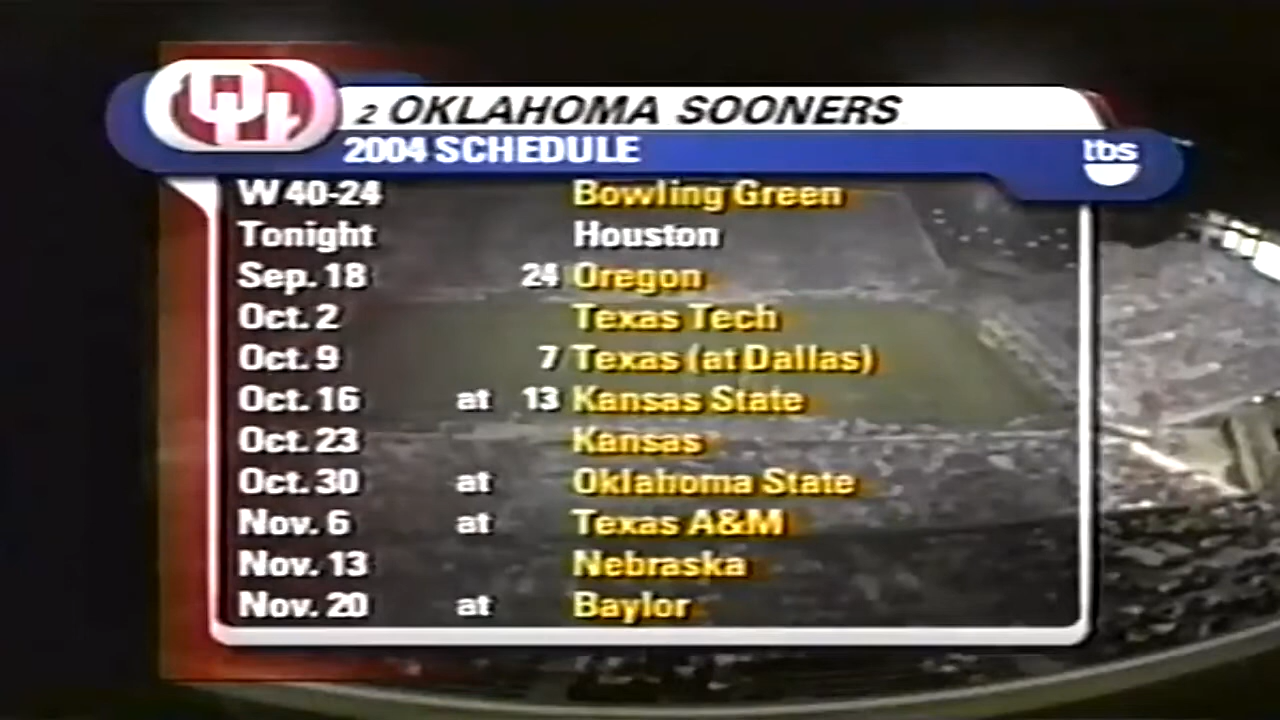 OU
2 OKLAHOMA SOONERS
2004 SCHEDULE
tbs
W 40-24 Bowling Green
Tonight Houston
Sep. 18 24 Oregon
Oct. 2 Texas Tech
Oct. 9 7 Texas (at Dallas)
Oct. 16 at 13 Kansas State
Oct. 23 Kansas
Oct. 30 at Oklahoma State
Nov. 6 at Texas A&M
Nov. 13 Nebraska
Nov. 20 at Baylor